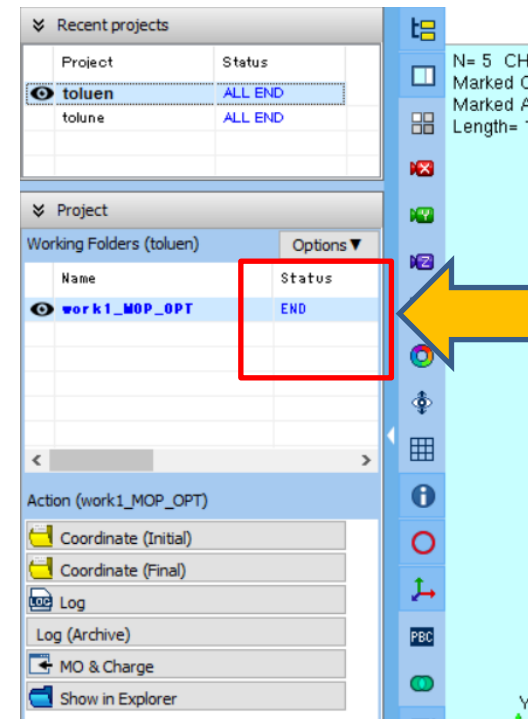 Recent projects
Project Status
toluen ALL END
tolune ALL END
N= 5 CH
Marked
Marked
Length=
Project
Working Folders (toluen) Options▼
Name Status
work1_MOP_OPT END
Action (work1_MOP_OPT)
Coordinate (Initial)
Coordinate (Final)
LOG Log
Log (Archive)
MO & Charge
Show in Explorer
X
Y
Z
PBC
Y